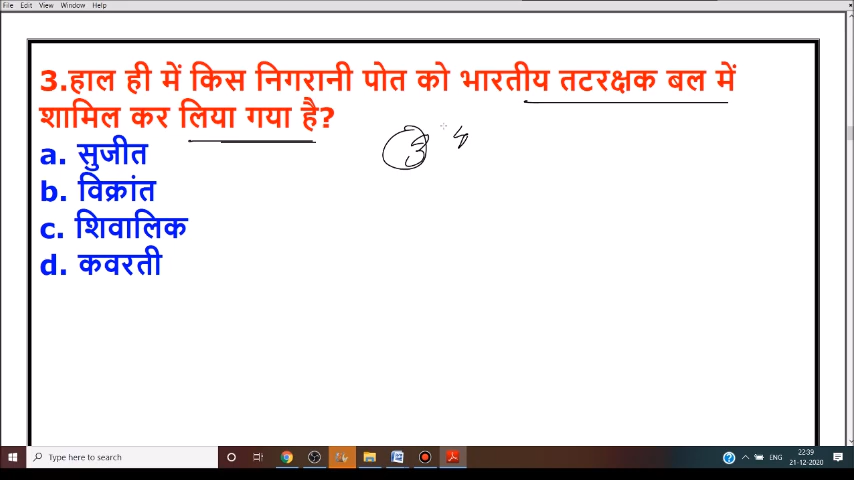 File Edit View Window Help
3.हाल ही में किस निगरानी पोत को भारतीय तटरक्षक बल में
शामिल कर लिया गया है?
3
a. सुजीत
b. विक्रांत
c. शिवालिक
d. कवरती
Type here to search
ENG
22:39
21-12-2020